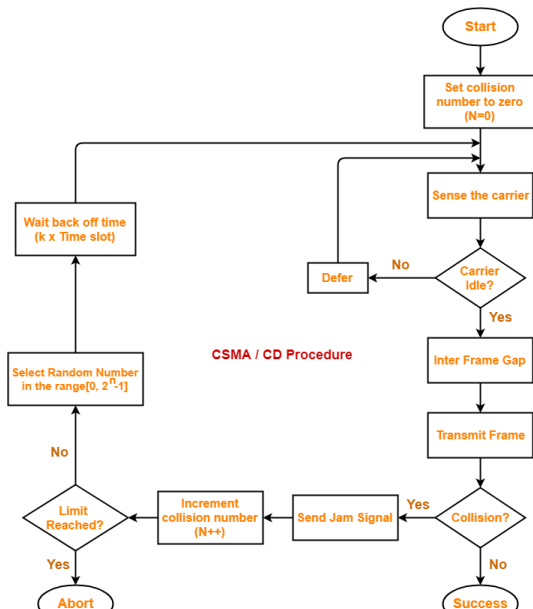 Start
Set collision
number to zero
(N=0)
Sense the carrier
Wait back off time
(k x Time slot)
Defer
No
Carrier
Idle?
Yes
CSMA / CD Procedure
Inter Frame Gap
Select Random Number
in the range[0, 2^n-1]
Transmit Frame
No
Limit
Reached?
Increment
collision number
(N++)
Send Jam Signal
Yes
Collision?
Yes
No
Abort
Success